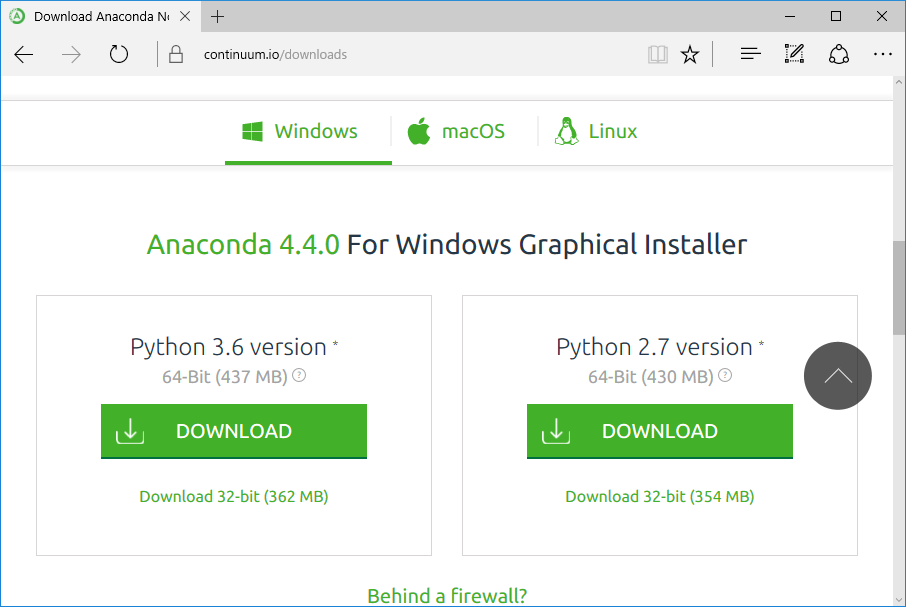 Download Anaconda No
continuum.io/downloads
Windows
macOS
Linux
Anaconda 4.4.0 For Windows Graphical Installer
Python 3.6 version *
64-Bit (437 MB) ?
DOWNLOAD
Download 32-bit (362 MB)
Python 2.7 version *
64-Bit (430 MB) ?
DOWNLOAD
Download 32-bit (354 MB)
Behind a firewall?